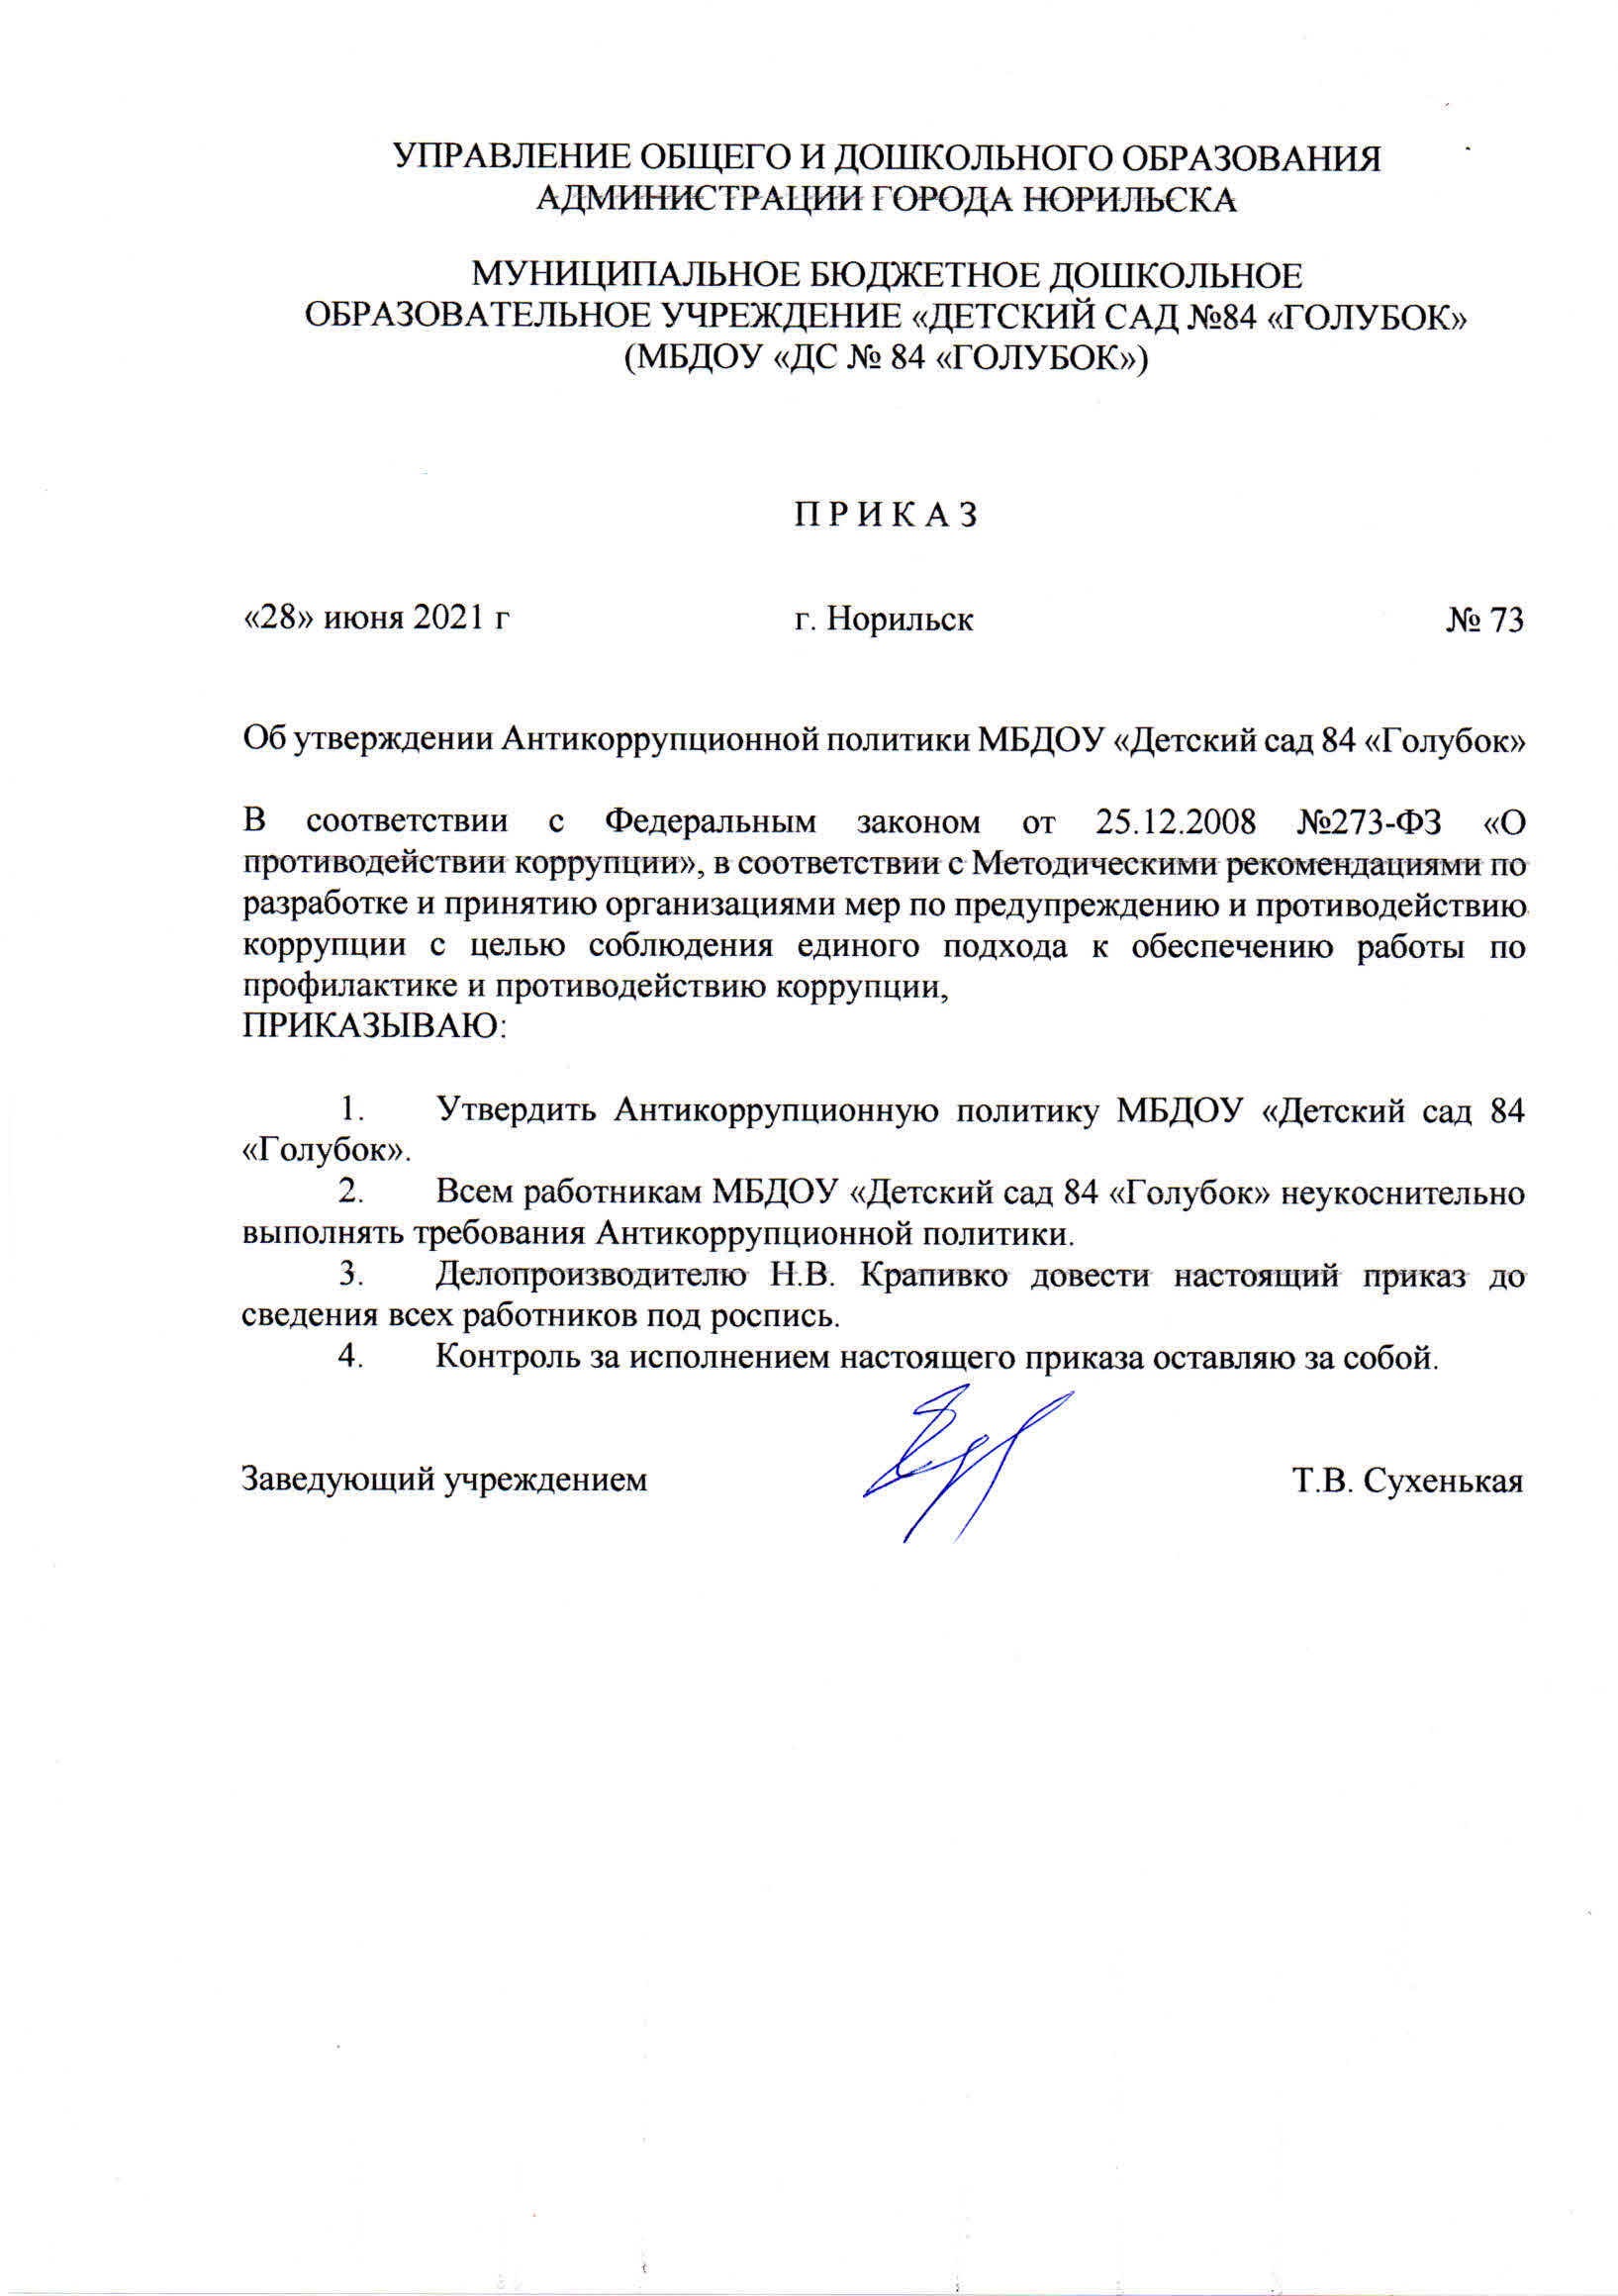 УПРАВЛЕНИЕ ОБЩЕГО И ДОШКОЛЬНОГО ОБРАЗОВАНИЯ
АДМИНИСТРАЦИИ ГОРОДА НОРИЛЬСКА
МУНИЦИПАЛЬНОЕ БЮДЖЕТНОЕ ДОШКОЛЬНОЕ
ОБРАЗОВАТЕЛЬНОЕ УЧРЕЖДЕНИЕ «ДЕТСКИЙ САД №84 «ГОЛУБОК»
(МБДОУ «ДС № 84 «ГОЛУБОК»)
П Р И К А З
«28» июня 2021 г г. Норильск № 73
Об утверждении Антикоррупционной политики МБДОУ «Детский сад 84 «Голубок»
В соответствии с Федеральным законом от 25.12.2008 №273-ФЗ «О
противодействии коррупции», в соответствии с Методическими рекомендациями по
разработке и принятию организациями мер по предупреждению и противодействию
коррупции с целью соблюдения единого подхода к обеспечению работы по
профилактике и противодействию коррупции,
ПРИКАЗЫВАЮ:
1. Утвердить Антикоррупционную политику МБДОУ «Детский сад 84
«Голубок».
2. Всем работникам МБДОУ «Детский сад 84 «Голубок» неукоснительно
выполнять требования Антикоррупционной политики.
3. Делопроизводителю Н.В. Крапивко довести настоящий приказ до
сведения всех работников под роспись.
4. Контроль за исполнением настоящего приказа оставляю за собой.
Заведующий учреждением Т.В. Сухенькая